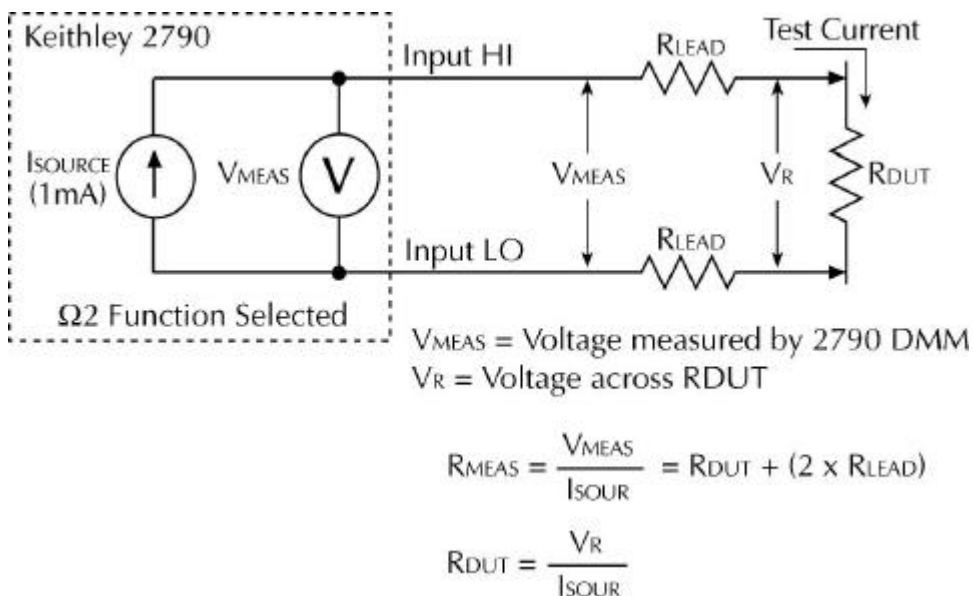 Keithley 2790
Test Current
Input HI
RLEAD
ISOURCE
(1mA)
VMEAS
V
VMEAS
VR
RDUT
Input LO
RLEAD
Ω2 Function Selected
VMEAS = Voltage measured by 2790 DMM
VR = Voltage across RDUT
RMEAS = VMEAS / ISOUR = RDUT + (2 x RLEAD)
RDUT = VR / ISOUR